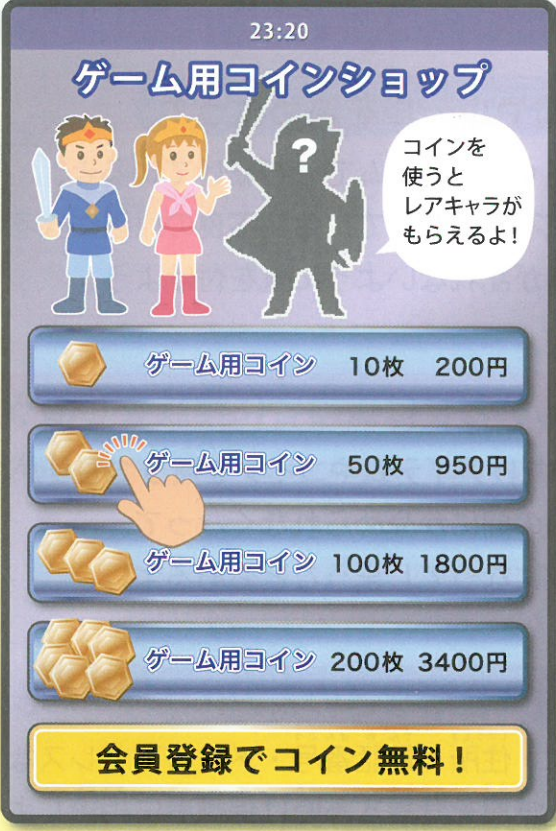 23:20
ゲーム用コインショップ
?
コインを
使うと
レアキャラが
もらえるよ!
ゲーム用コイン 10枚 200円
ゲーム用コイン 50枚 950円
ゲーム用コイン 100枚 1800円
ゲーム用コイン 200枚 3400円
会員登録でコイン無料!